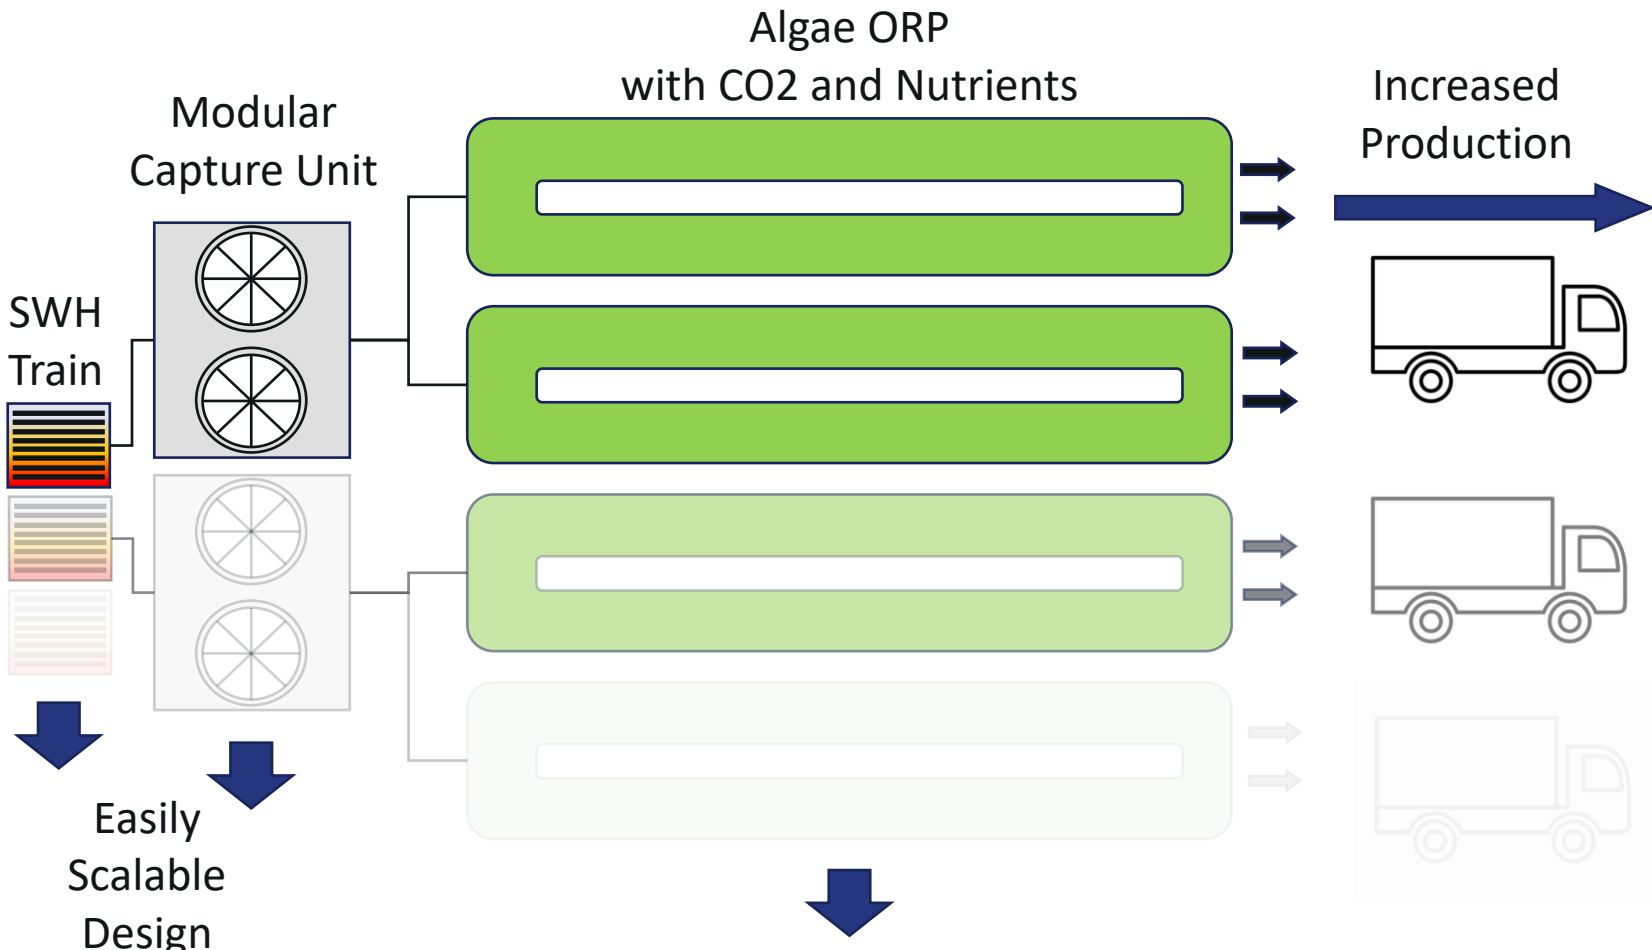 Algae ORP
with CO2 and Nutrients
Increased
Production
Modular
Capture Unit
SWH
Train
Easily
Scalable
Design